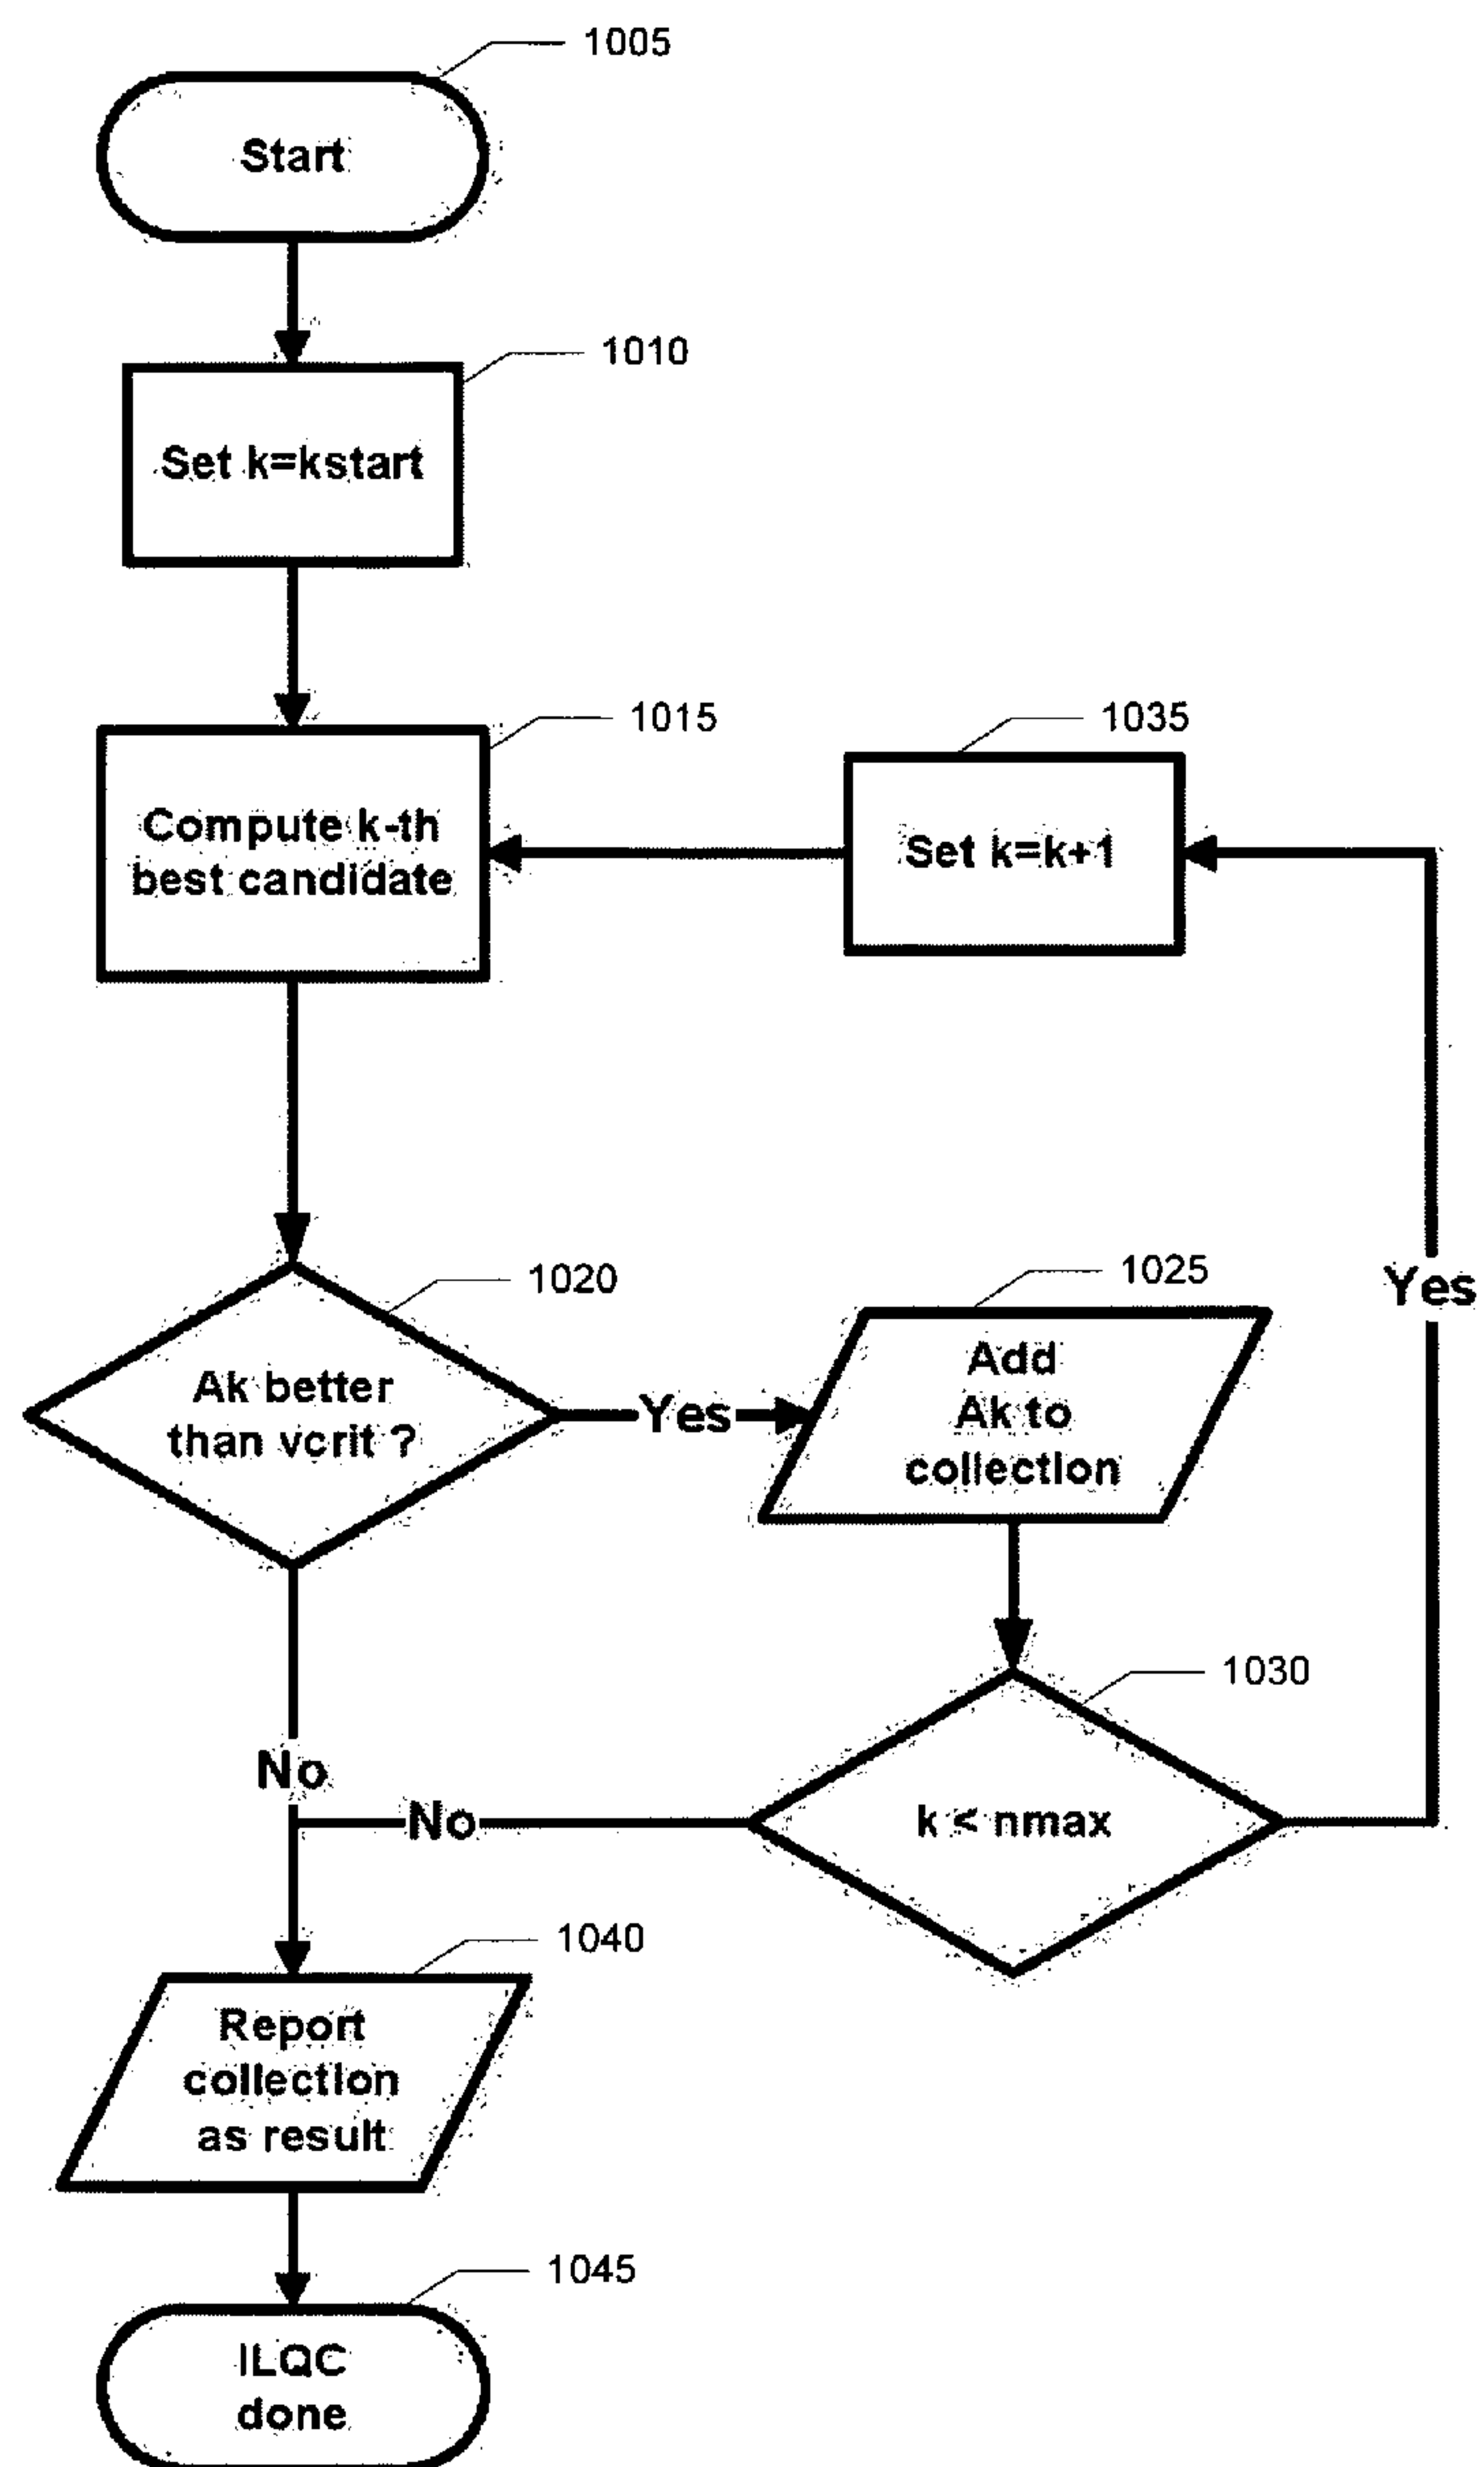 1005
Start
1010
Set k=kstart
1015
Compute k-th
best candidate
1035
Set k=k+1
1020
Ak better
than vcrit ?
Yes
1025
Add
Ak to
collection
Yes
1030
k < nmax
No
No
1040
Report
collection
as result
1045
ILQC
done